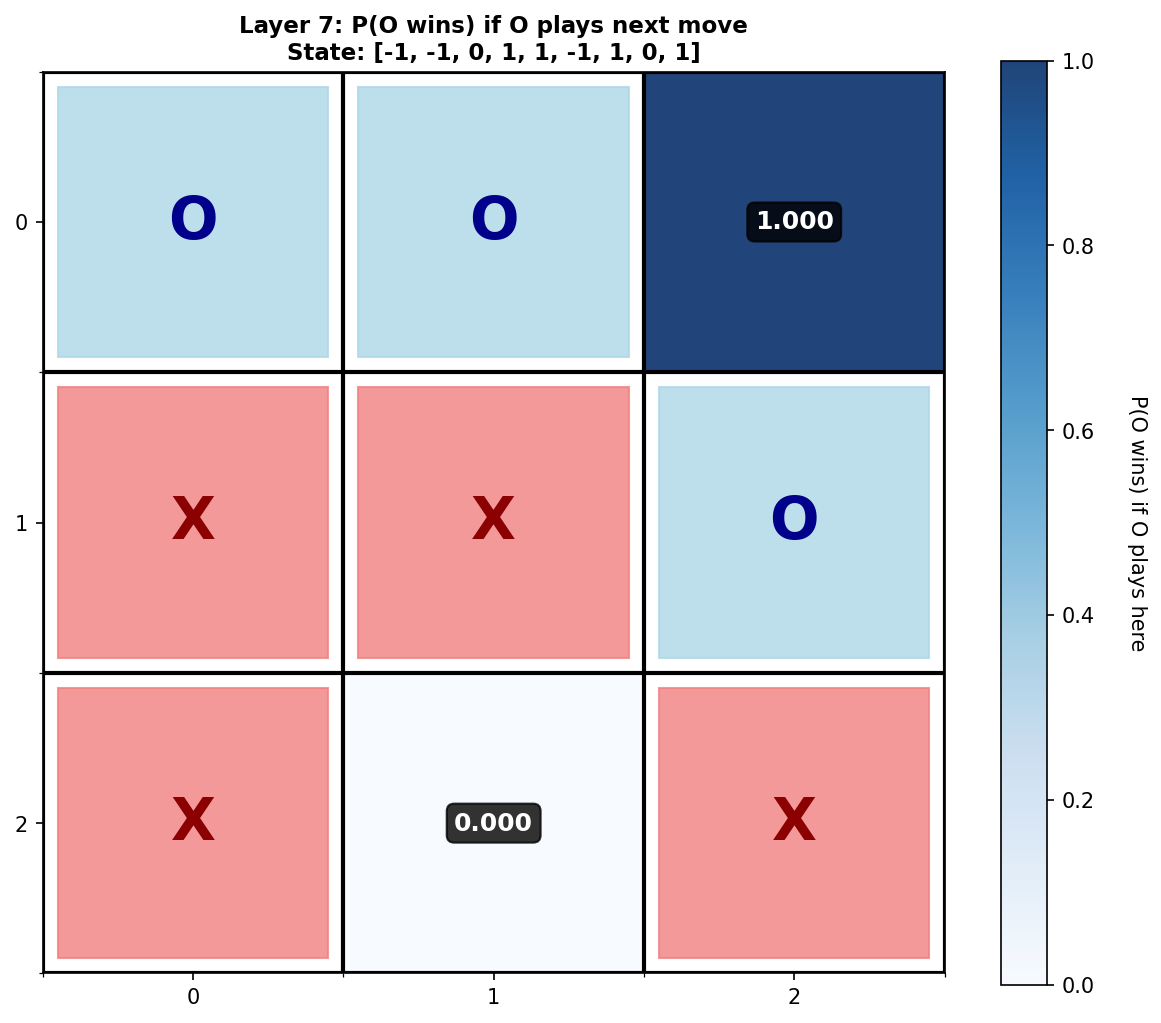 Layer 7: P(O wins) if O plays next move
State: [-1, -1, 0, 1, 1, -1, 1, 0, 1]
0
O
O
1.000
1
X
X
O
2
X
0.000
X
0
1
2
1.0
0.8
0.6
0.4
0.2
0.0
P(O wins) if O plays here